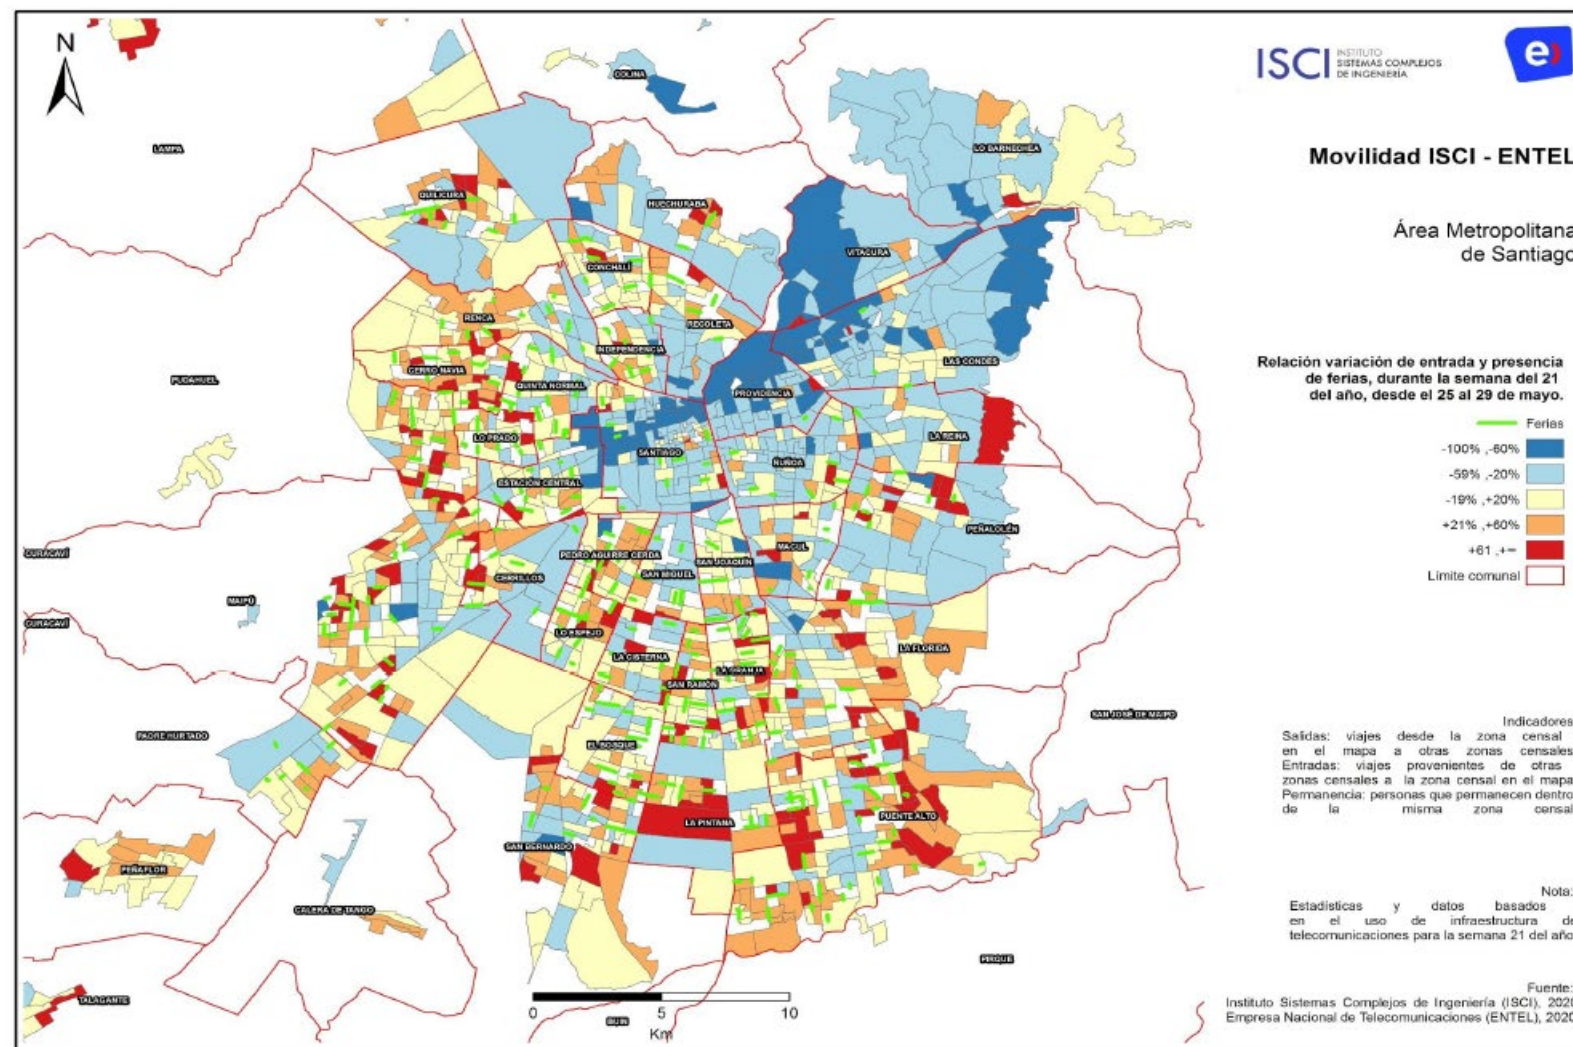 N
COLINA
LAMPA
LO BARNECHEA
QUILICURA
HUECHURABA
VITACURA
CONCHALÍ
RENCA
RECOLETA
INDEPENDENCIA
LAS CONDES
CERRO NAVIA
PUDAHUEL
QUINTA NORMAL
PROVIDENCIA
LO PRADO
LA REINA
SANTIAGO
ÑUÑOA
ESTACIÓN CENTRAL
PEÑALOLÉN
CURACAVÍ
PEDRO AGUIRRE CERDA
MACUL
SAN JOAQUÍN
SAN MIGUEL
CERRILLOS
MAIPÚ
CURACAVÍ
LO ESPEJO
LA FLORIDA
LA CISTERNA
LA GRANJA
SAN RAMÓN
SAN JOSÉ DE MAIPO
PADRE HURTADO
EL BOSQUE
LA PINTANA
PUENTE ALTO
SAN BERNARDO
PEÑAFLOR
CALERA DE TANGO
PIRQUE
TALAGANTE
BUIN
0 5 10
Km
ISCI INSTITUTO
SISTEMAS COMPLEJOS
DE INGENIERÍA
e)
Movilidad ISCI - ENTEL
Área Metropolitana
de Santiago
Relación variación de entrada y presencia
de ferias, durante la semana del 21
del año, desde el 25 al 29 de mayo.
Ferias
-100% ,-60%
-59% ,-20%
-19% ,+20%
+21% ,+60%
+61 ,+∞
Límite comunal
Indicadores
Salidas: viajes desde la zona censal
en el mapa a otras zonas censales
Entradas: viajes provenientes de otras
zonas censales a la zona censal en el mapa
Permanencia: personas que permanecen dentro
de la misma zona censal
Nota:
Estadísticas y datos basados
en el uso de infraestructura de
telecomunicaciones para la semana 21 del año
Fuente:
Instituto Sistemas Complejos de Ingeniería (ISCI), 2020
Empresa Nacional de Telecomunicaciones (ENTEL), 2020